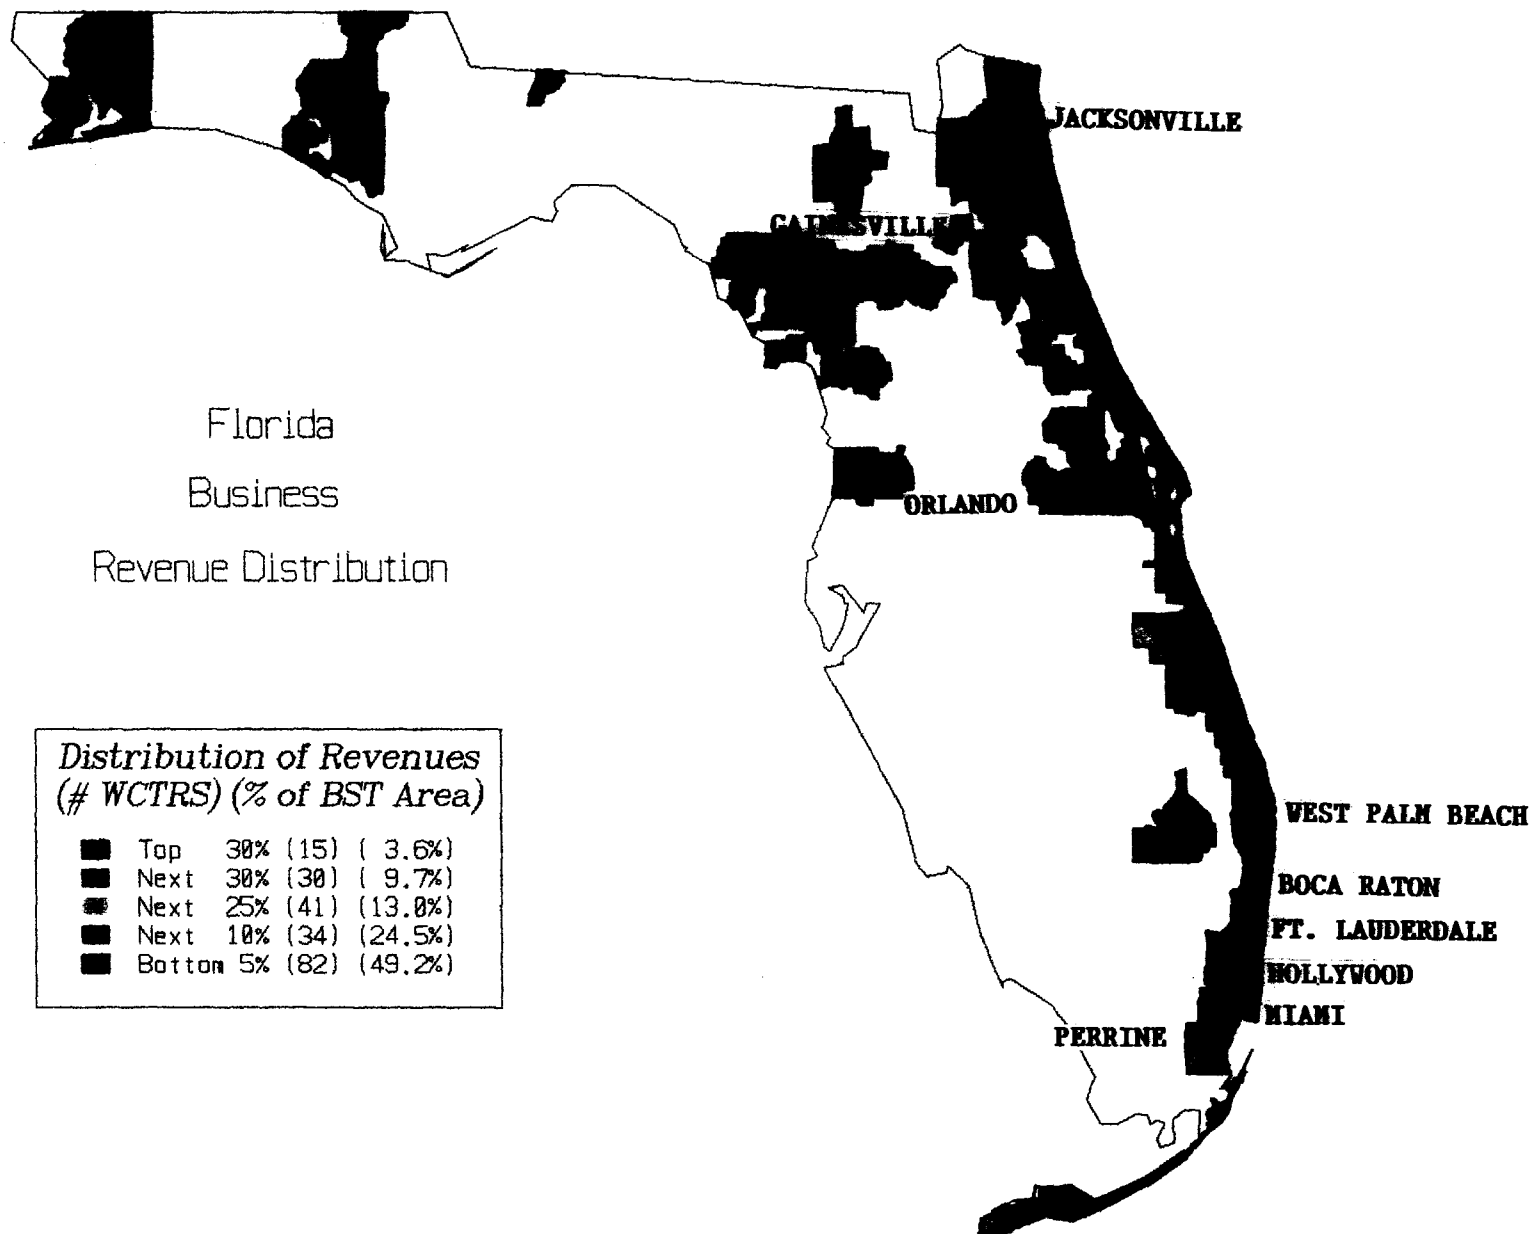 JACKSONVILLE
GAINESVILLE
Florida
Business
Revenue Distribution
ORLANDO
Distribution of Revenues
(# WCTRS) (% of BST Area)
Top 30% (15) ( 3.6%)
Next 30% (30) ( 9.7%)
Next 25% (41) (13.0%)
Next 10% (34) (24.5%)
Bottom 5% (82) (49.2%)
WEST PALM BEACH
BOCA RATON
FT. LAUDERDALE
HOLLYWOOD
MIAMI
PERRINE